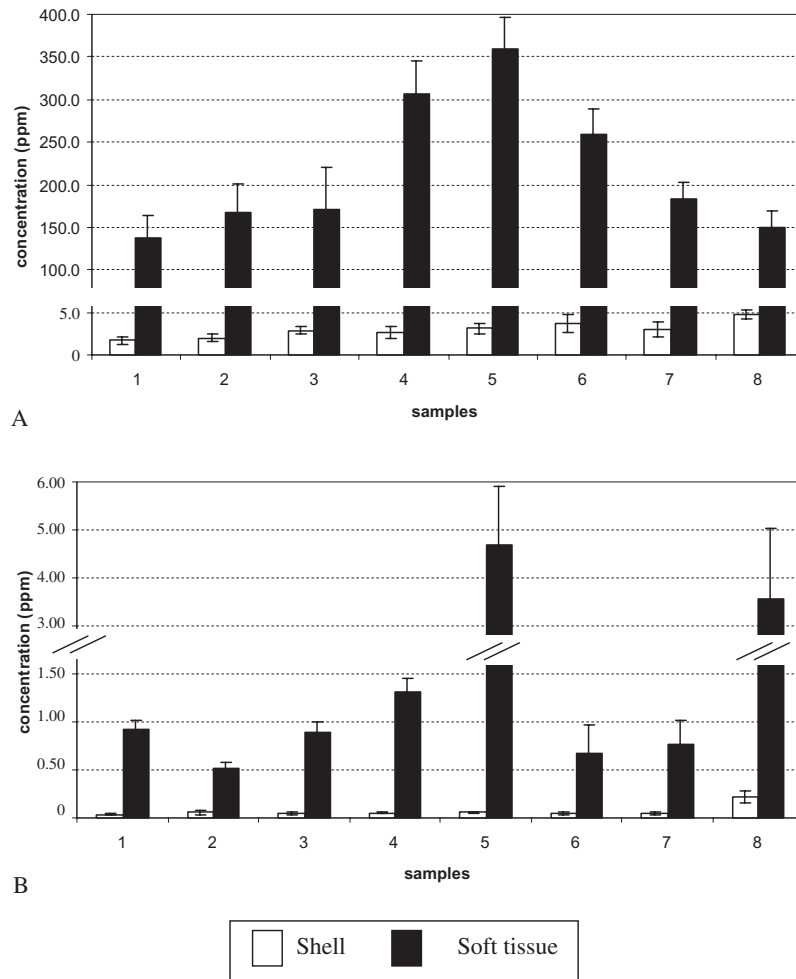 400.0
350.0
300.0
250.0
200.0
150.0
100.0
5.0
0
concentration (ppm)
1 2 3 4 5 6 7 8
samples
A
6.00
5.00
4.00
3.00
1.50
1.00
0.50
0
concentration (ppm)
1 2 3 4 5 6 7 8
samples
B
Shell Soft tissue